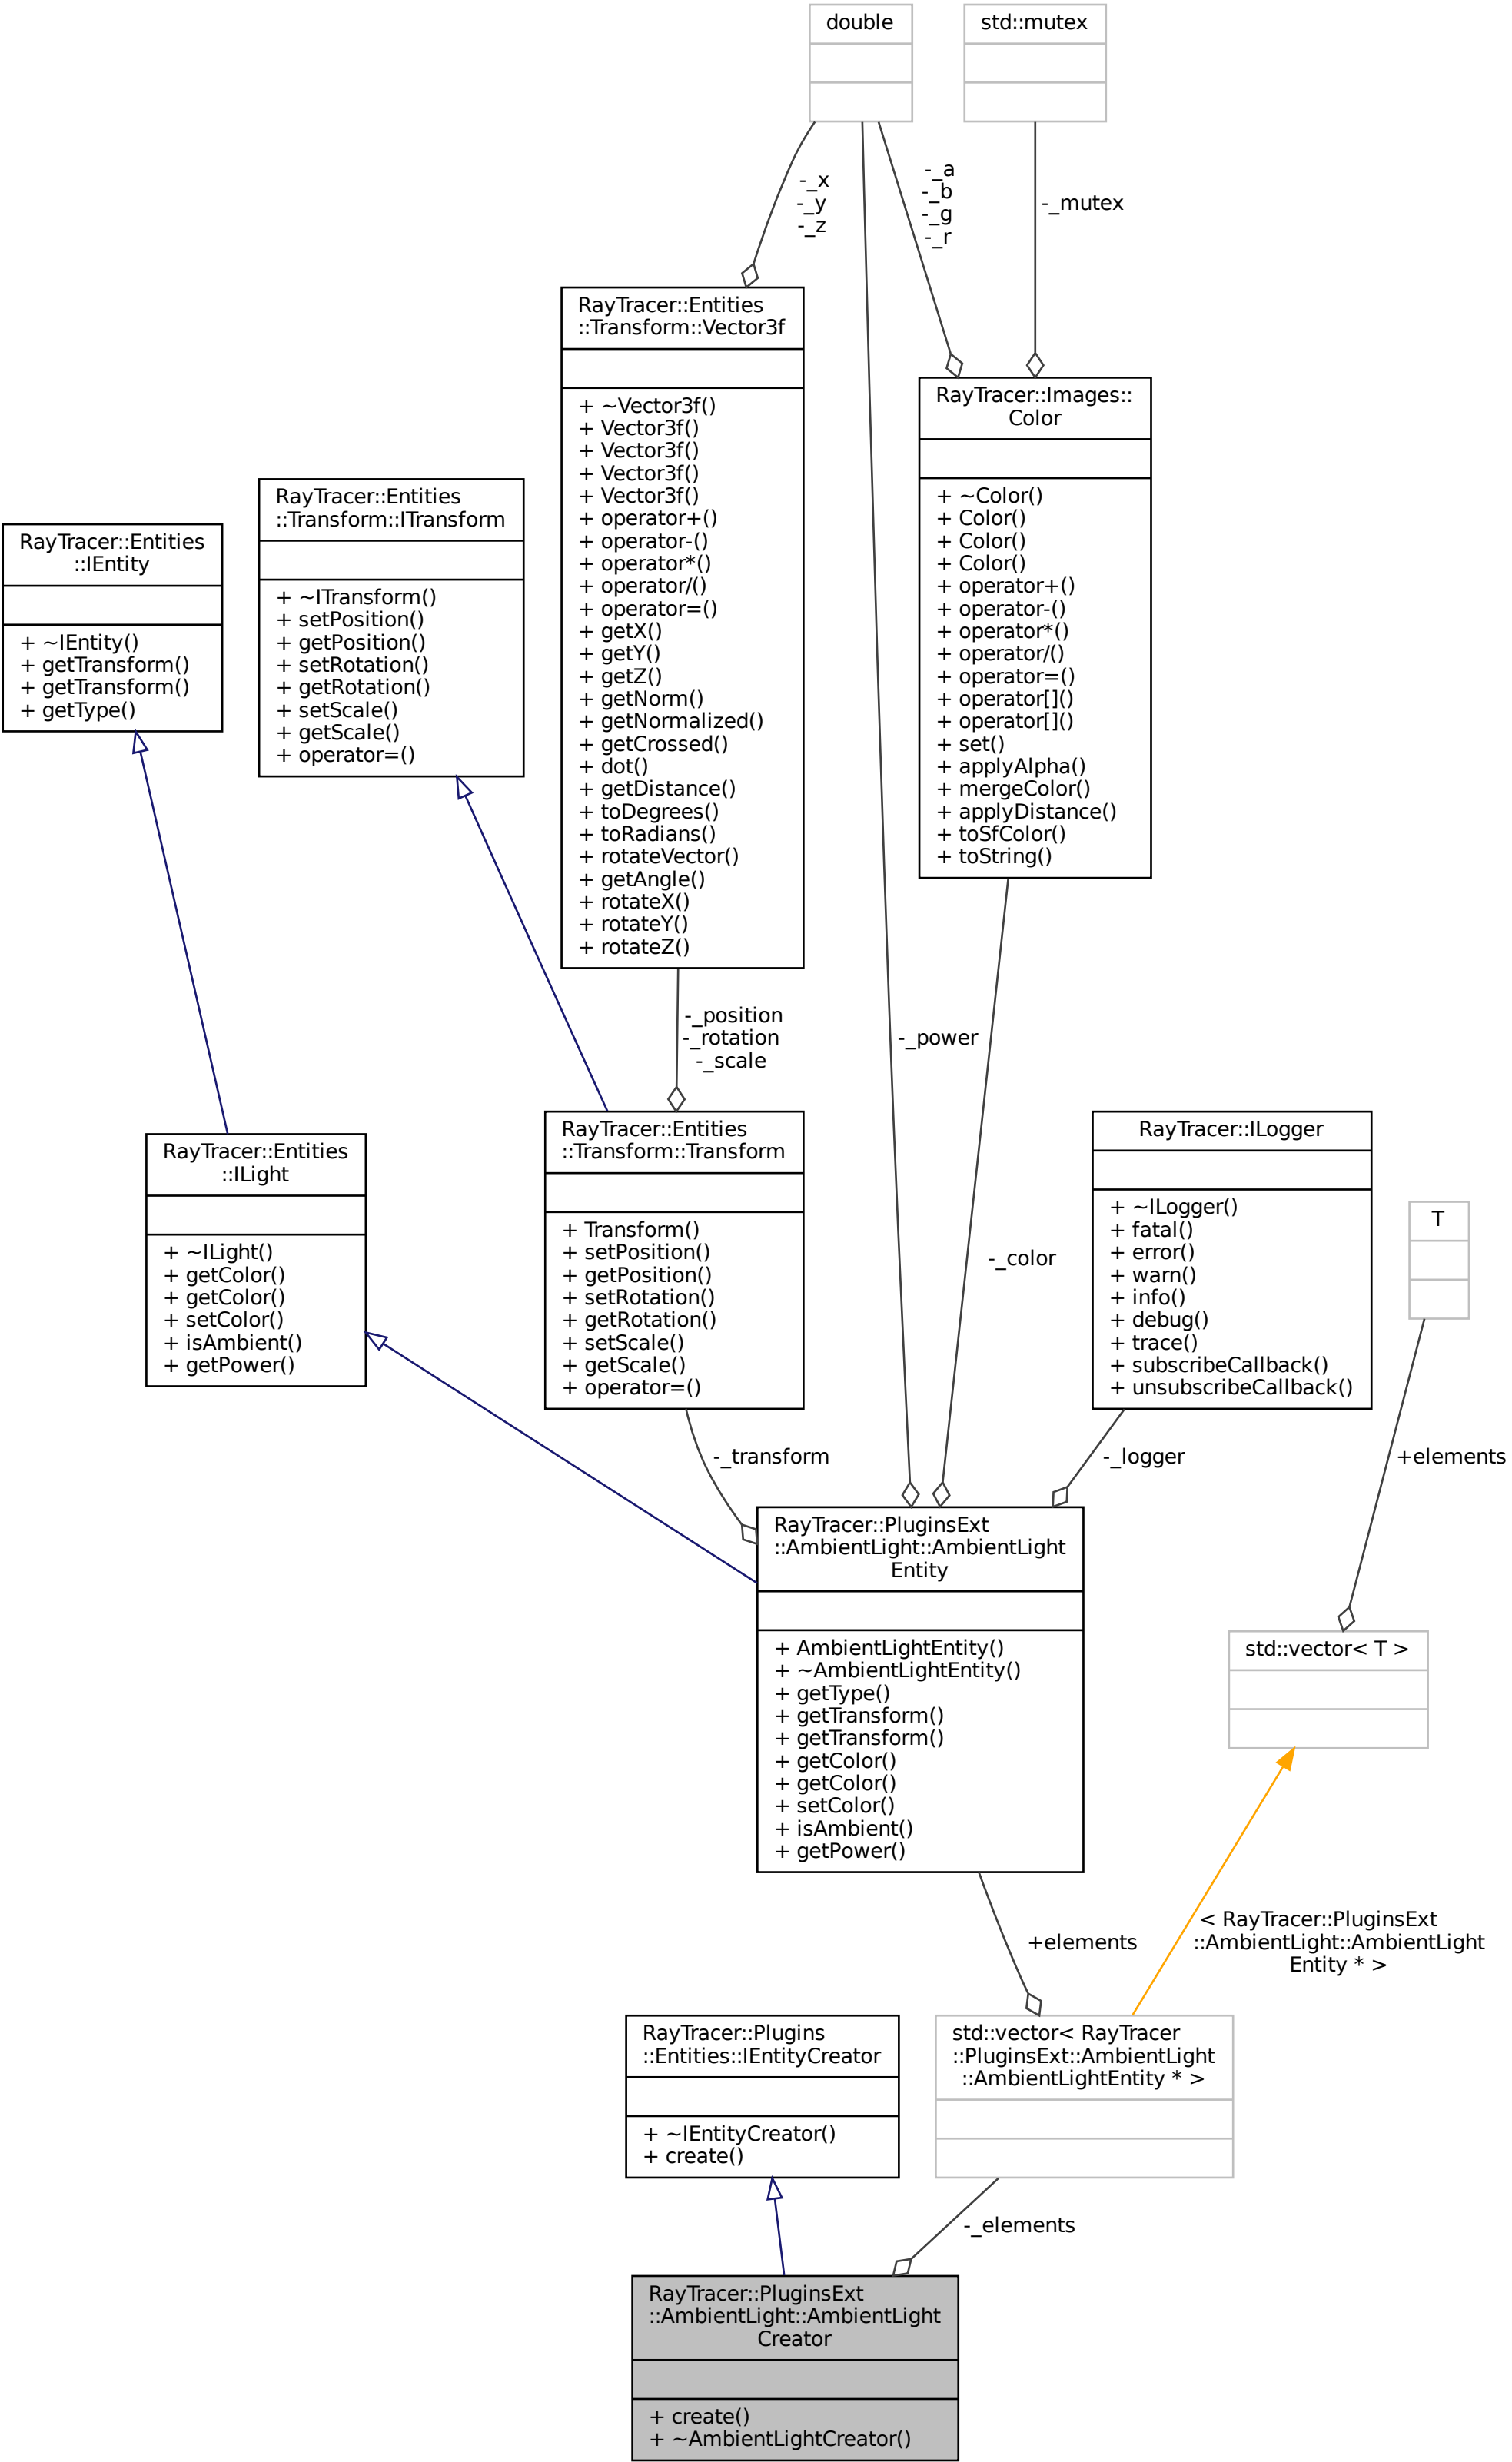 double
std::mutex
-_x
-_y
-_z
-_a
-_b
-_g
-_r
-_mutex
RayTracer::Entities
::Transform::Vector3f
+ ~Vector3f()
+ Vector3f()
+ Vector3f()
+ Vector3f()
+ Vector3f()
+ operator+()
+ operator-()
+ operator*()
+ operator/()
+ operator=()
+ getX()
+ getY()
+ getZ()
+ getNorm()
+ getNormalized()
+ getCrossed()
+ dot()
+ getDistance()
+ toDegrees()
+ toRadians()
+ rotateVector()
+ getAngle()
+ rotateX()
+ rotateY()
+ rotateZ()
RayTracer::Images::
Color
+ ~Color()
+ Color()
+ Color()
+ Color()
+ operator+()
+ operator-()
+ operator*()
+ operator/()
+ operator=()
+ operator[]()
+ operator[]()
+ set()
+ applyAlpha()
+ mergeColor()
+ applyDistance()
+ toSfColor()
+ toString()
RayTracer::Entities
::Transform::ITransform
+ ~ITransform()
+ setPosition()
+ getPosition()
+ setRotation()
+ getRotation()
+ setScale()
+ getScale()
+ operator=()
RayTracer::Entities
::IEntity
+ ~IEntity()
+ getTransform()
+ getTransform()
+ getType()
-_position
-_rotation
-_scale
-_power
RayTracer::Entities
::ILight
+ ~ILight()
+ getColor()
+ getColor()
+ setColor()
+ isAmbient()
+ getPower()
RayTracer::Entities
::Transform::Transform
+ Transform()
+ setPosition()
+ getPosition()
+ setRotation()
+ getRotation()
+ setScale()
+ getScale()
+ operator=()
-_color
RayTracer::ILogger
+ ~ILogger()
+ fatal()
+ error()
+ warn()
+ info()
+ debug()
+ trace()
+ subscribeCallback()
+ unsubscribeCallback()
T
-_transform
-_logger
+elements
RayTracer::PluginsExt
::AmbientLight::AmbientLight
Entity
+ AmbientLightEntity()
+ ~AmbientLightEntity()
+ getType()
+ getTransform()
+ getTransform()
+ getColor()
+ getColor()
+ setColor()
+ isAmbient()
+ getPower()
std::vector< T >
+elements
< RayTracer::PluginsExt
::AmbientLight::AmbientLight
Entity * >
RayTracer::Plugins
::Entities::IEntityCreator
+ ~IEntityCreator()
+ create()
std::vector< RayTracer
::PluginsExt::AmbientLight
::AmbientLightEntity * >
-_elements
RayTracer::PluginsExt
::AmbientLight::AmbientLight
Creator
+ create()
+ ~AmbientLightCreator()